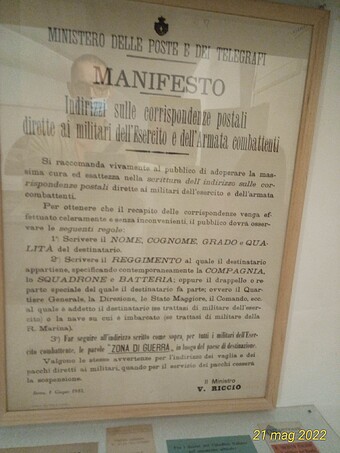 MINISTERO DELLE POSTE E DEI TELEGRAFI
MANIFESTO
Indirizzi sulle corrispondenze postali
dirette ai militari dell'Esercito e dell'Armata combattenti
Si raccomanda vivamente al pubblico di adoperare la mas-
sima cura ed esattezza nella scrittura dell'indirizzo sulle cor-
rispondenze postali dirette ai militari dell'esercito e dell'armata
combattenti.
Per ottenere che il recapito delle corrispondenze venga ef-
fettuato celeramente e senza inconvenienti, il pubblico dovrà osser-
vare le seguenti regole:
1º Scrivere il NOME, COGNOME, GRADO e QUA-
LITÀ del destinatario.
2º Scrivere il REGGIMENTO al quale il destinatario
appartiene, specificando contemporaneamente la COMPAGNIA,
lo SQUADRONE e BATTERIA; oppure il drappello o re-
parto speciale del quale il destinatario fa parte; ovvero il Quar-
tiere Generale, la Direzione, lo Stato Maggiore, il Comando, ecc.
al quale è addetto il destinatario (se trattasi di militare dell'eser-
cito) o la nave su cui è imbarcato (se trattasi di militare della
R. Marina).
3º Far seguire all'indirizzo scritto come sopra, per tutti i militari dell'Eser-
cito combattente, le parole "ZONA DI GUERRA", in luogo del paese di destinazione.
Valgono le stesse avvertenze per l'indirizzo dei vaglia e dei
pacchi diretti ai militari, quando per il servizio dei pacchi cesserà
la sospensione.
Il Ministro
V. RICCIO
21 mag 2022